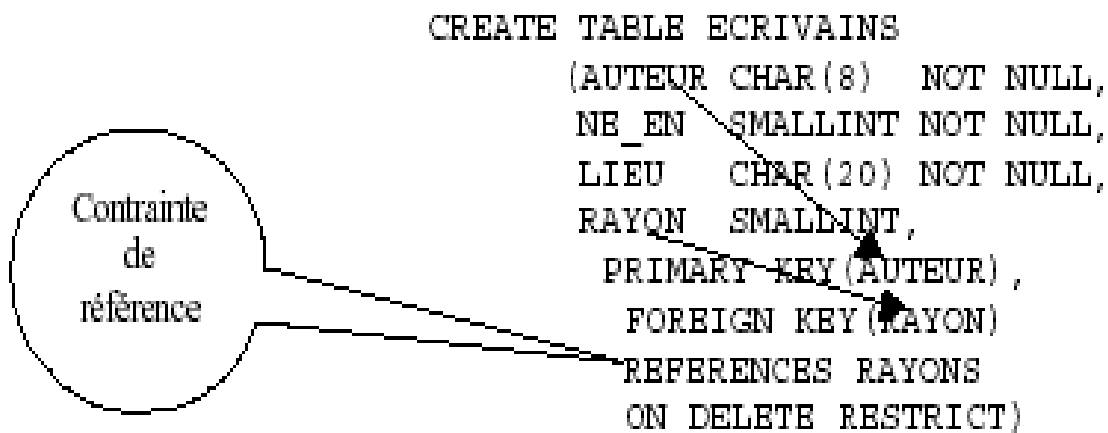 CREATE TABLE ECRIVAINS
(AUTEUR CHAR(8) NOT NULL,
NE_EN SMALLINT NOT NULL,
LIEU CHAR(20) NOT NULL,
RAYON SMALLINT,
PRIMARY KEY(AUTEUR),
FOREIGN KEY(RAYON)
REFERENCES RAYONS
ON DELETE RESTRICT)
Contrainte
de
référence